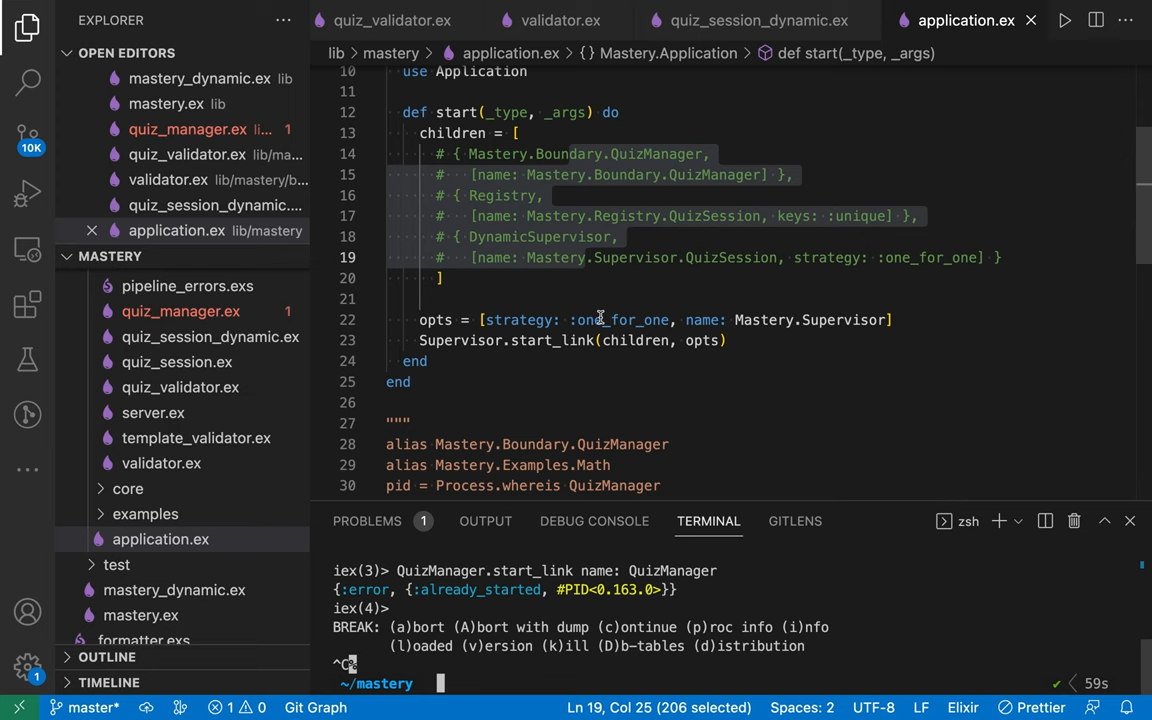 EXPLORER
quiz_validator.ex
validator.ex
quiz_session_dynamic.ex
application.ex
OPEN EDITORS
lib > mastery > application.ex > {} Mastery.Application > def start(_type, _args)
mastery_dynamic.ex lib
mastery.ex lib
quiz_manager.ex li... 1
quiz_validator.ex lib/ma...
validator.ex lib/mastery/b...
quiz_session_dynamic....
application.ex lib/mastery
10K
MASTERY
pipeline_errors.exs
quiz_manager.ex 1
quiz_session_dynamic.ex
quiz_session.ex
quiz_validator.ex
server.ex
template_validator.ex
validator.ex
core
examples
application.ex
test
mastery_dynamic.ex
mastery.ex
formatter.exs
OUTLINE
TIMELINE
1
10 use Application
11
12 def start(_type, _args) do
13 children = [
14 # { Mastery.Boundary.QuizManager,
15 # [name: Mastery.Boundary.QuizManager] },
16 # { Registry,
17 # [name: Mastery.Registry.QuizSession, keys: :unique] },
18 # { DynamicSupervisor,
19 # [name: Mastery.Supervisor.QuizSession, strategy: :one_for_one] }
20 ]
21
22 opts = [strategy: :one_for_one, name: Mastery.Supervisor]
23 Supervisor.start_link(children, opts)
24 end
25 end
26
27 """
28 alias Mastery.Boundary.QuizManager
29 alias Mastery.Examples.Math
30 pid = Process.whereis QuizManager
PROBLEMS 1 OUTPUT DEBUG CONSOLE TERMINAL GITLENS zsh
iex(3)> QuizManager.start_link name: QuizManager
{:error, {:already_started, #PID<0.163.0>}}
iex(4)>
BREAK: (a)bort (A)bort with dump (c)ontinue (p)roc info (i)nfo
(l)oaded (v)ersion (k)ill (D)b-tables (d)istribution
^C%
~/mastery 59s
master* 1 0 Git Graph Ln 19, Col 25 (206 selected) Spaces: 2 UTF-8 LF Elixir Prettier